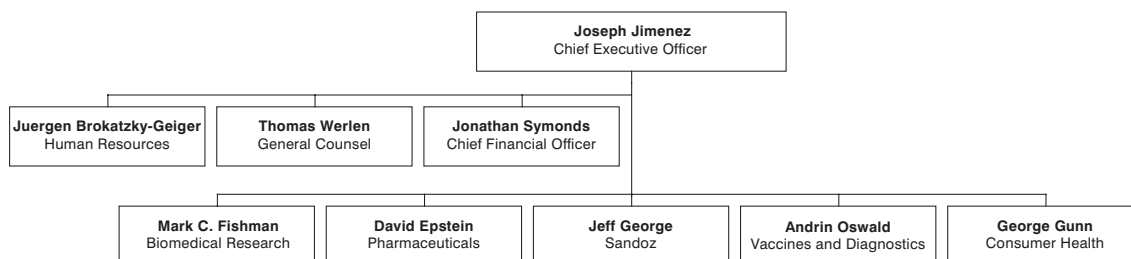 Joseph Jimenez
Chief Executive Officer
Juergen Brokatzky-Geiger
Human Resources
Thomas Werlen
General Counsel
Jonathan Symonds
Chief Financial Officer
Mark C. Fishman
Biomedical Research
David Epstein
Pharmaceuticals
Jeff George
Sandoz
Andrin Oswald
Vaccines and Diagnostics
George Gunn
Consumer Health